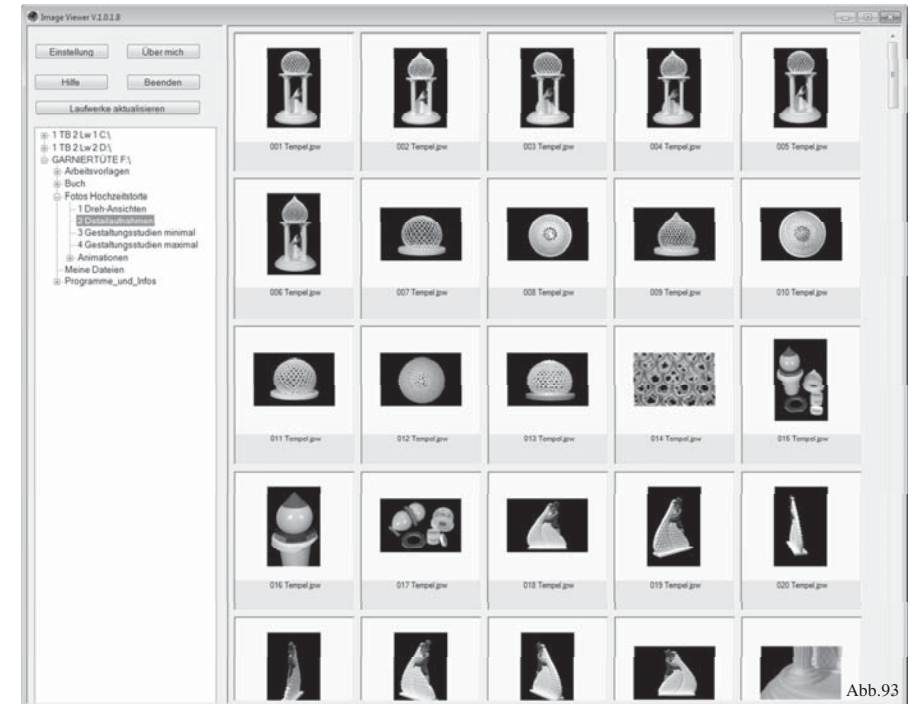 Image Viewer V.1.0.1.8
Einstellung
Über mich
Hilfe
Beenden
Laufwerke aktualisieren
1 TB 2 Lw 1 C:\
1 TB 2 Lw 2 D:\
GARNIERTÜTE F:\
Arbeitsvorlagen
Buch
Fotos Hochzeitstorte
1 Dreh-Ansichten
2 Detailaufnahmen
3 Gestaltungsstudien minimal
4 Gestaltungsstudien maximal
Animationen
Meine Dateien
Programme_und_Infos
001 Tempel.jpw
002 Tempel.jpw
003 Tempel.jpw
004 Tempel.jpw
005 Tempel.jpw
006 Tempel.jpw
007 Tempel.jpw
008 Tempel.jpw
009 Tempel.jpw
010 Tempel.jpw
011 Tempel.jpw
012 Tempel.jpw
013 Tempel.jpw
014 Tempel.jpw
015 Tempel.jpw
016 Tempel.jpw
017 Tempel.jpw
018 Tempel.jpw
019 Tempel.jpw
020 Tempel.jpw
Abb.93